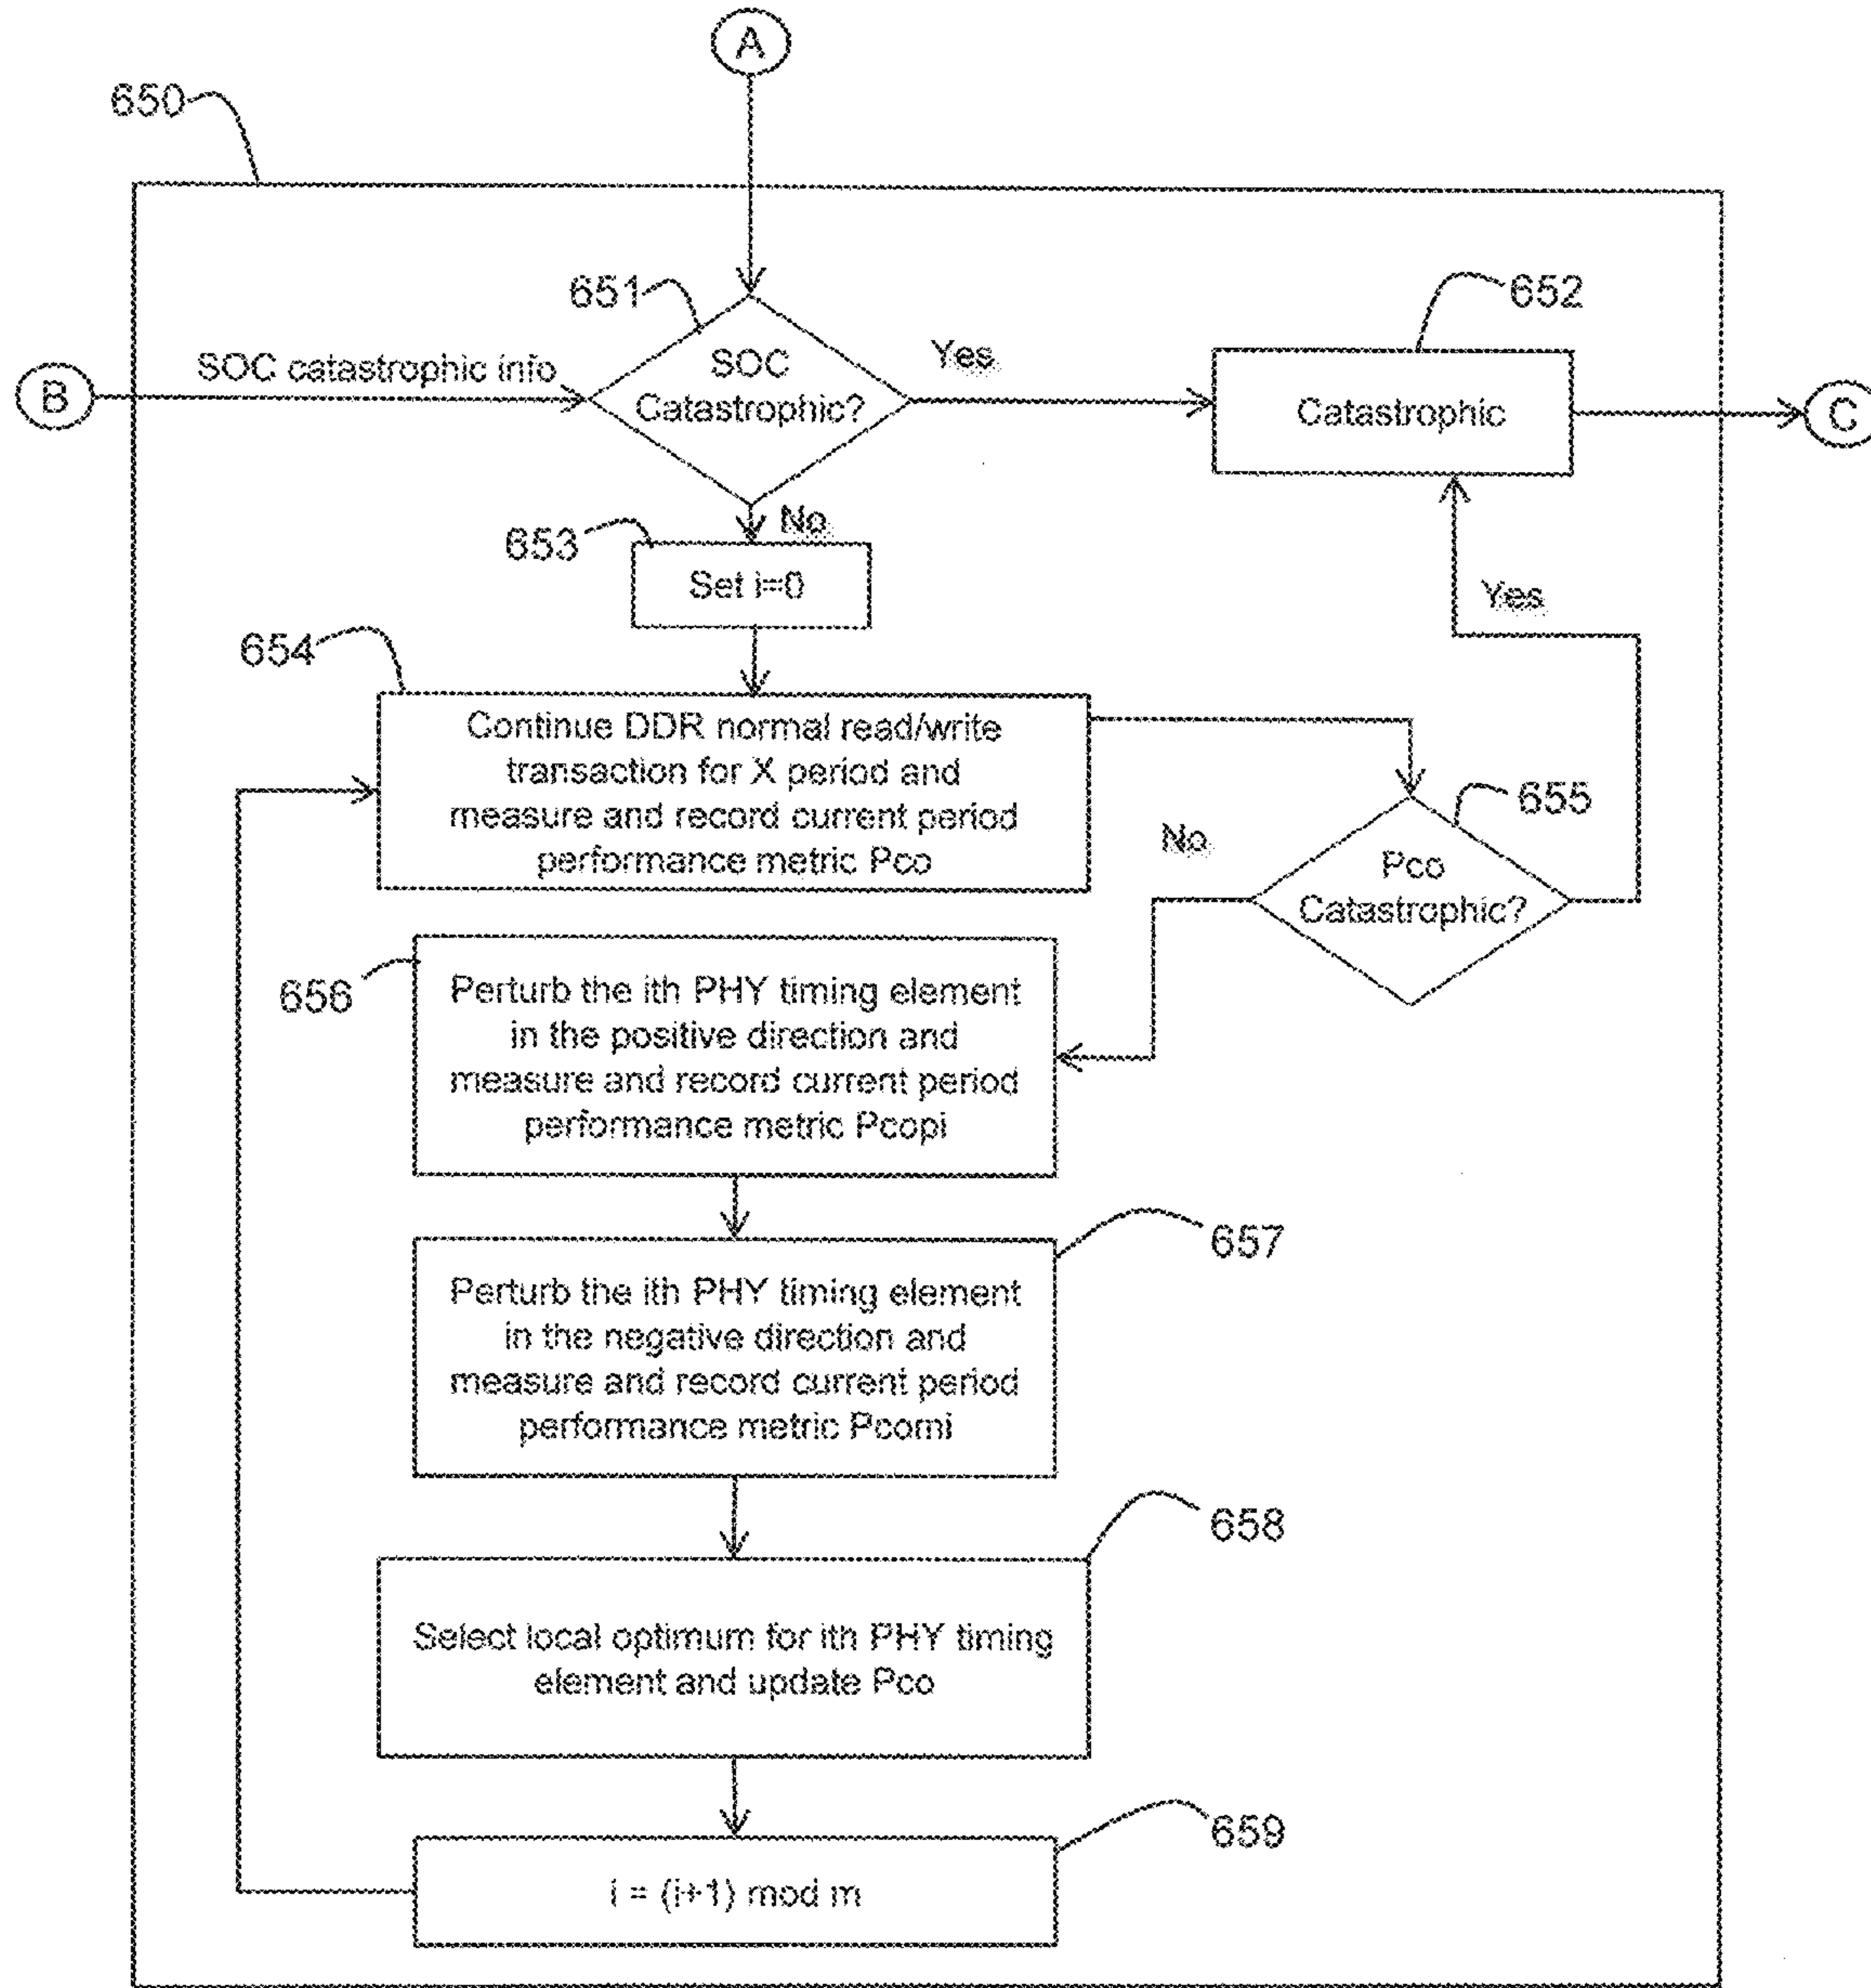 A
650
651
652
SOC
Catastrophic?
Yes
SOC catastrophic info
B
Catastrophic
C
No
653
Set i=0
Yes
654
Continue DDR normal read/write
transaction for X period and
measure and record current period
performance metric Pco
655
No
Pco
Catastrophic?
656
Perturb the ith PHY timing element
in the positive direction and
measure and record current period
performance metric Pcopi
657
Perturb the ith PHY timing element
in the negative direction and
measure and record current period
performance metric Pcomi
658
Select local optimum for ith PHY timing
element and update Pco
659
i = (i+1) mod m